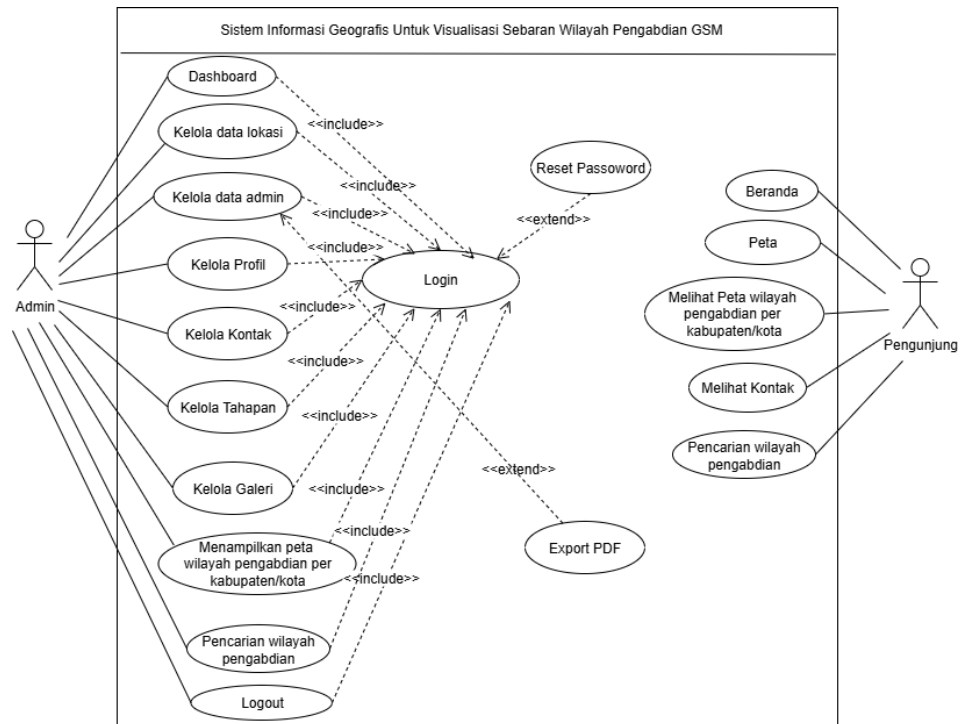 Sistem Informasi Geografis Untuk Visualisasi Sebaran Wilayah Pengabdian GSM
Dashboard
<<include>>
Kelola data lokasi
<<include>>
Reset Passoword
Kelola data admin
<<include>>
<<extend>>
Beranda
Kelola Profil
<<include>>
Login
Peta
Admin
Kelola Kontak
<<include>>
Melihat Peta wilayah
pengabdian per
kabupaten/kota
Pengunjung
Kelola Tahapan
<<include>>
Melihat Kontak
<<include>>
Pencarian wilayah
pengabdian
Kelola Galeri
<<include>>
<<extend>>
Menampilkan peta
wilayah pengabdian per
kabupaten/kota
<<include>>
Export PDF
<<include>>
Pencarian wilayah
pengabdian
Logout